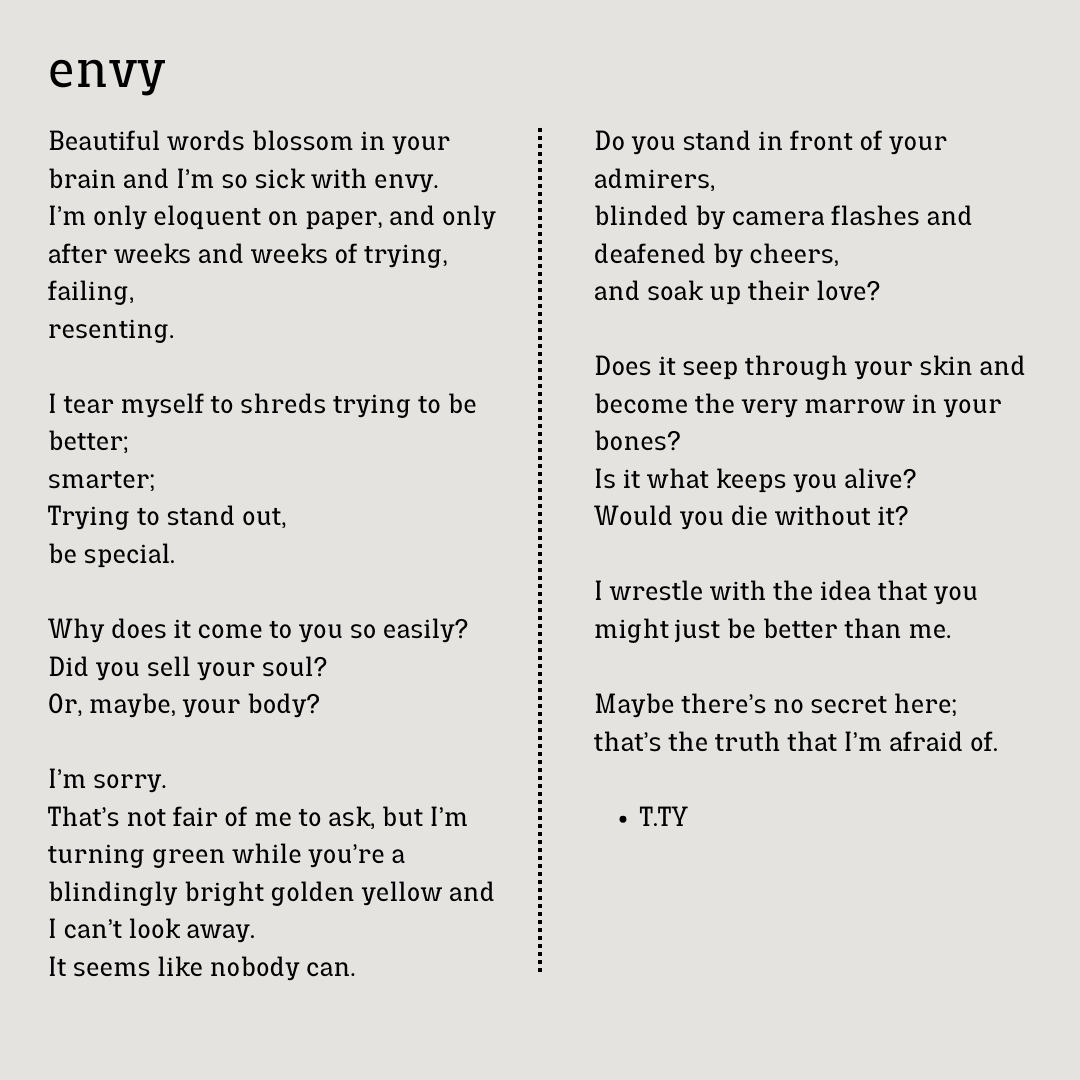 envy
Beautiful words blossom in your
brain and I'm so sick with envy.
I'm only eloquent on paper, and only
after weeks and weeks of trying,
failing,
resenting.
I tear myself to shreds trying to be
better;
smarter;
Trying to stand out,
be special.
Why does it come to you so easily?
Did you sell your soul?
Or, maybe, your body?
I'm sorry.
That's not fair of me to ask, but I'm
turning green while you're a
blindingly bright golden yellow and
I can't look away.
It seems like nobody can.
Do you stand in front of your
admirers,
blinded by camera flashes and
deafened by cheers,
and soak up their love?
Does it seep through your skin and
become the very marrow in your
bones?
Is it what keeps you alive?
Would you die without it?
I wrestle with the idea that you
might just be better than me.
Maybe there's no secret here;
that's the truth that I'm afraid of.
• T.TY